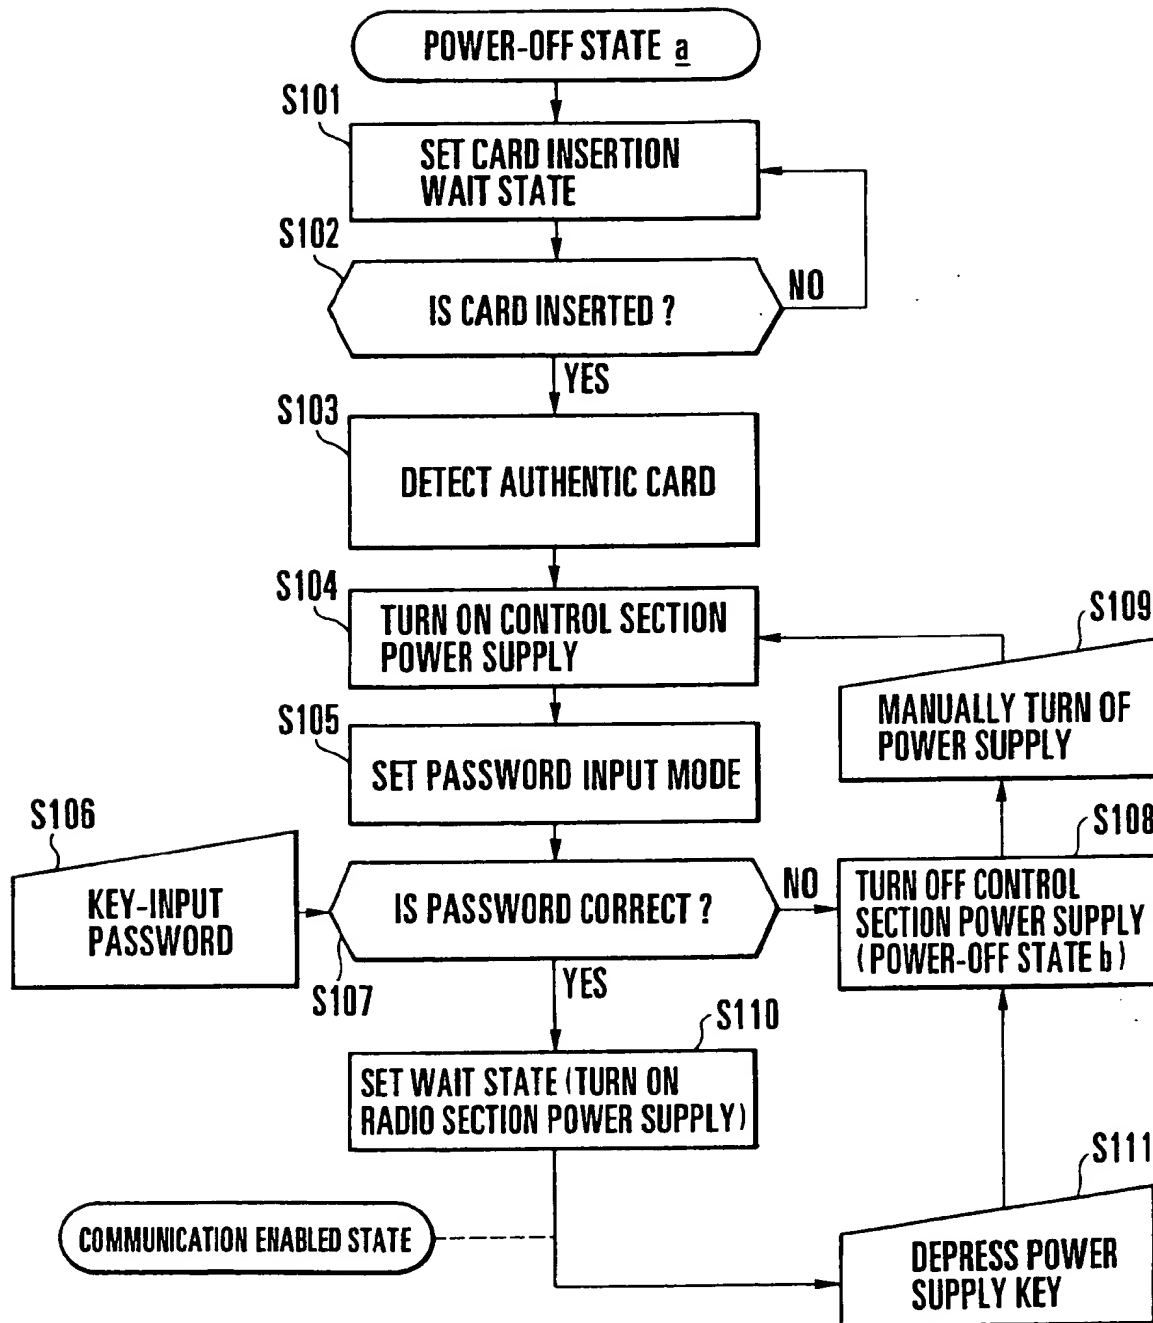 POWER-OFF STATE a
S101
SET CARD INSERTION
WAIT STATE
S102
IS CARD INSERTED ?
NO
YES
S103
DETECT AUTHENTIC CARD
S104
TURN ON CONTROL SECTION
POWER SUPPLY
S109
MANUALLY TURN OF
POWER SUPPLY
S105
SET PASSWORD INPUT MODE
S106
KEY-INPUT
PASSWORD
IS PASSWORD CORRECT ?
S107
NO
YES
S108
TURN OFF CONTROL
SECTION POWER SUPPLY
(POWER-OFF STATE b)
S110
SET WAIT STATE (TURN ON
RADIO SECTION POWER SUPPLY)
COMMUNICATION ENABLED STATE
S111
DEPRESS POWER
SUPPLY KEY